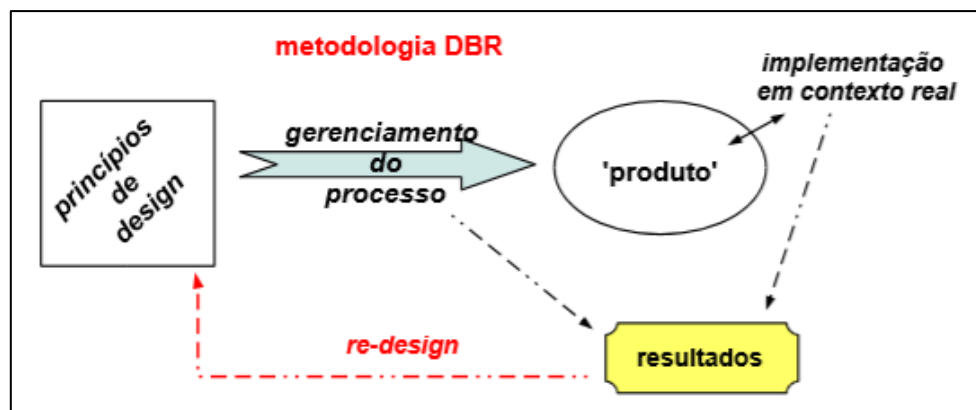 metodologia DBR
princípios
de
design
gerenciamento
do
processo
'produto'
implementação
em contexto real
re-design
resultados